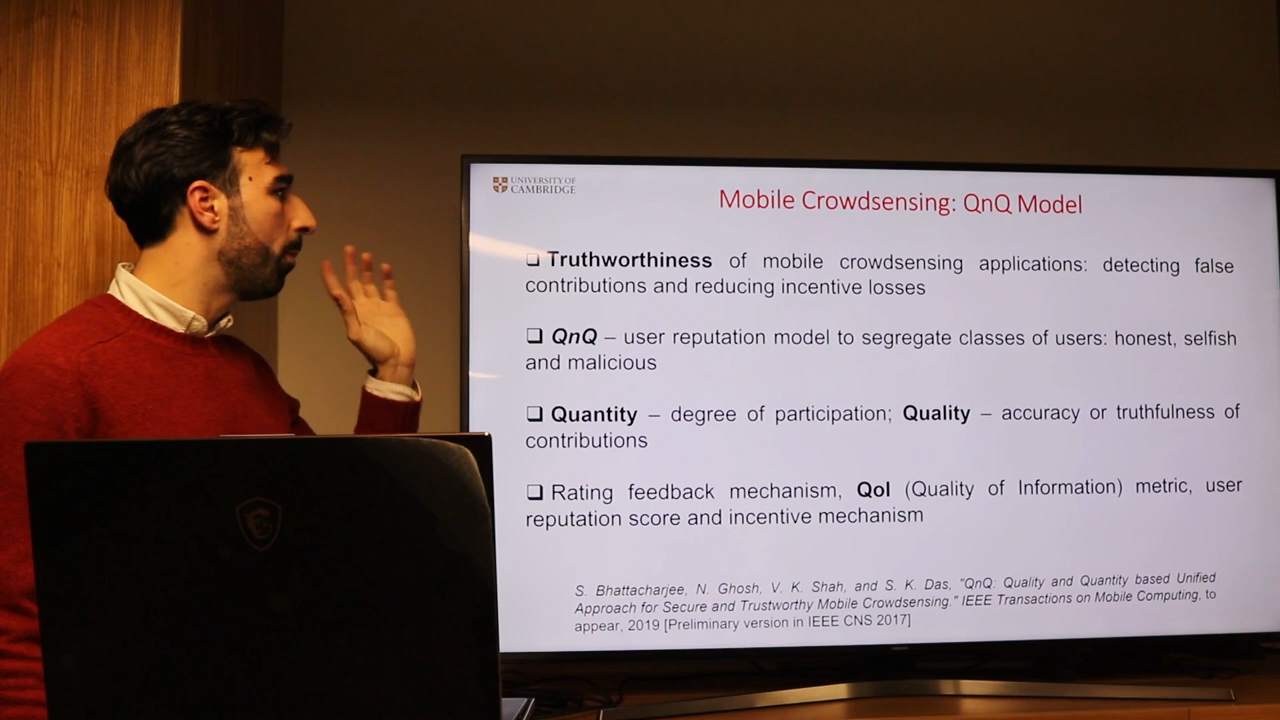 UNIVERSITY OF
CAMBRIDGE
Mobile Crowdsensing: QnQ Model
❑ Truthworthiness of mobile crowdsensing applications: detecting false
contributions and reducing incentive losses
❑ QnQ – user reputation model to segregate classes of users: honest, selfish
and malicious
❑ Quantity – degree of participation; Quality – accuracy or truthfulness of
contributions
❑ Rating feedback mechanism, QoI (Quality of Information) metric, user
reputation score and incentive mechanism
S. Bhattacharjee, N. Ghosh, V. K. Shah, and S. K. Das, "QnQ: Quality and Quantity based Unified
Approach for Secure and Trustworthy Mobile Crowdsensing." IEEE Transactions on Mobile Computing, to
appear, 2019 [Preliminary version in IEEE CNS 2017]